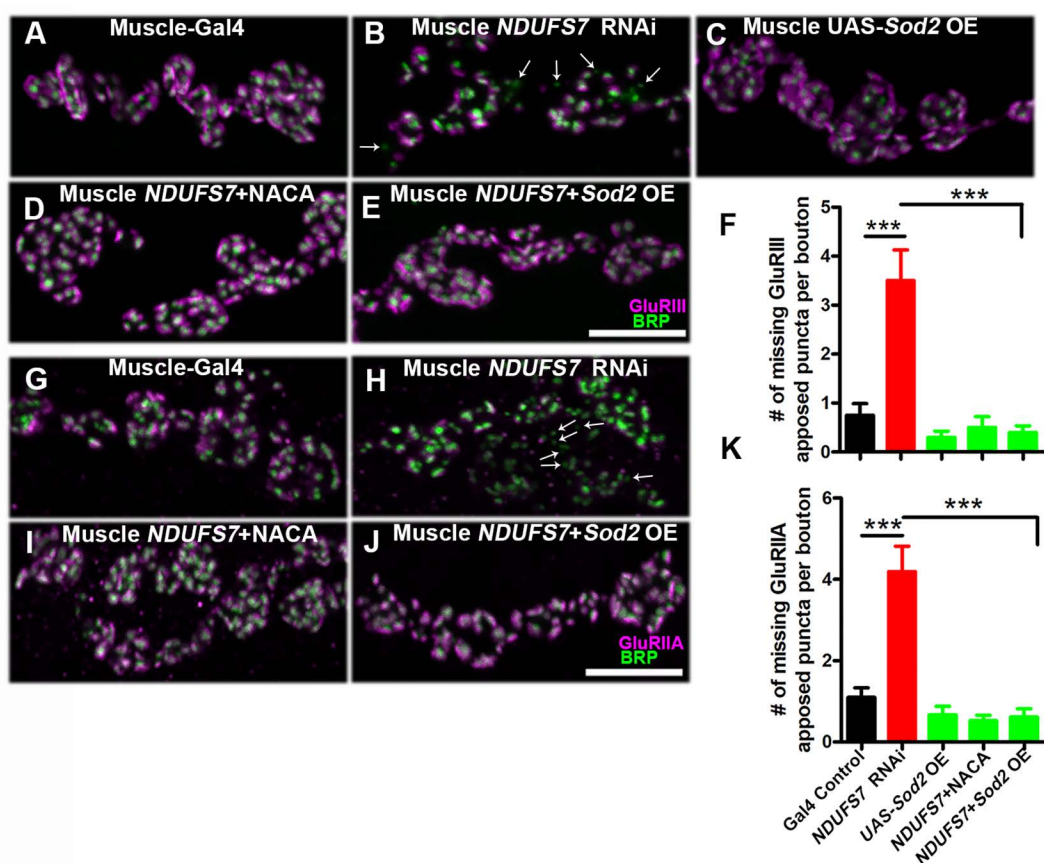 A Muscle-Gal4
B Muscle NDUFS7 RNAi
C Muscle UAS-Sod2 OE
D Muscle NDUFS7+NACA
E Muscle NDUFS7+Sod2 OE
GluRIII
BRP
F
# of missing GluRIII
apposed puncta per bouton
5
4
3
2
1
0
***
***
G Muscle-Gal4
H Muscle NDUFS7 RNAi
I Muscle NDUFS7+NACA
J Muscle NDUFS7+Sod2 OE
GluRIIA
BRP
K
# of missing GluRIIA
apposed puncta per bouton
6
4
2
0
***
***
Gal4 Control
NDUFS7 RNAi
UAS-Sod2 OE
NDUFS7+NACA
NDUFS7+Sod2 OE